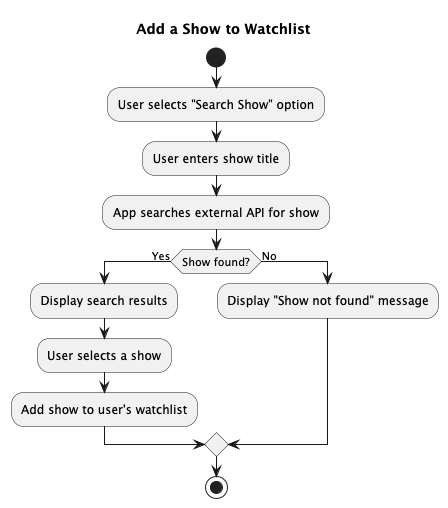 Add a Show to Watchlist
User selects "Search Show" option
User enters show title
App searches external API for show
Show found?
Yes
No
Display search results
Display "Show not found" message
User selects a show
Add show to user's watchlist